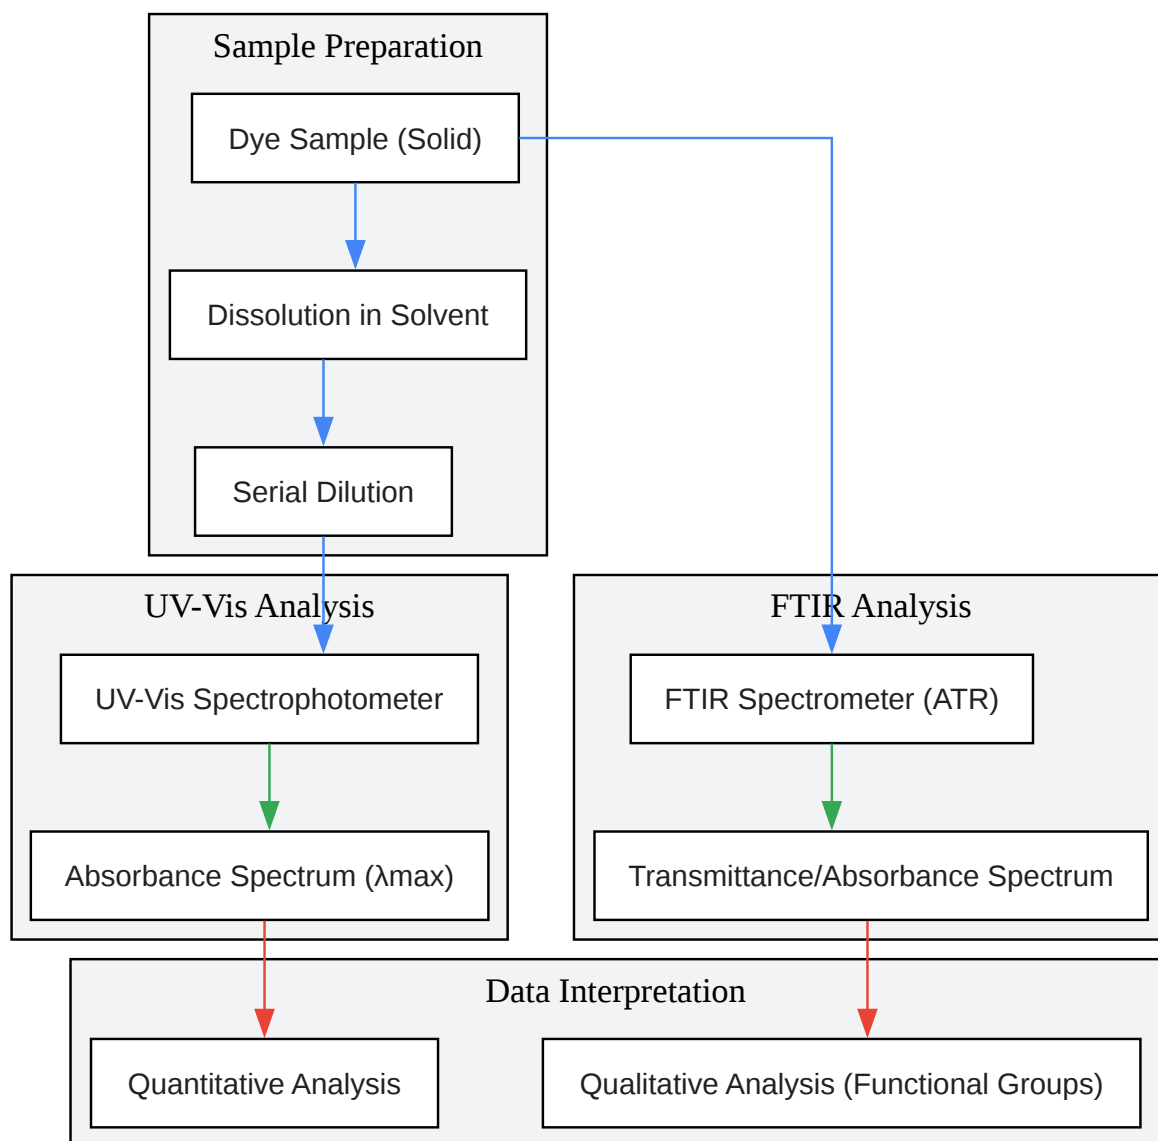 Sample Preparation
Dye Sample (Solid)
Dissolution in Solvent
Serial Dilution
UV-Vis Analysis
UV-Vis Spectrophotometer
Absorbance Spectrum (λmax)
FTIR Analysis
FTIR Spectrometer (ATR)
Transmittance/Absorbance Spectrum
Data Interpretation
Quantitative Analysis
Qualitative Analysis (Functional Groups)